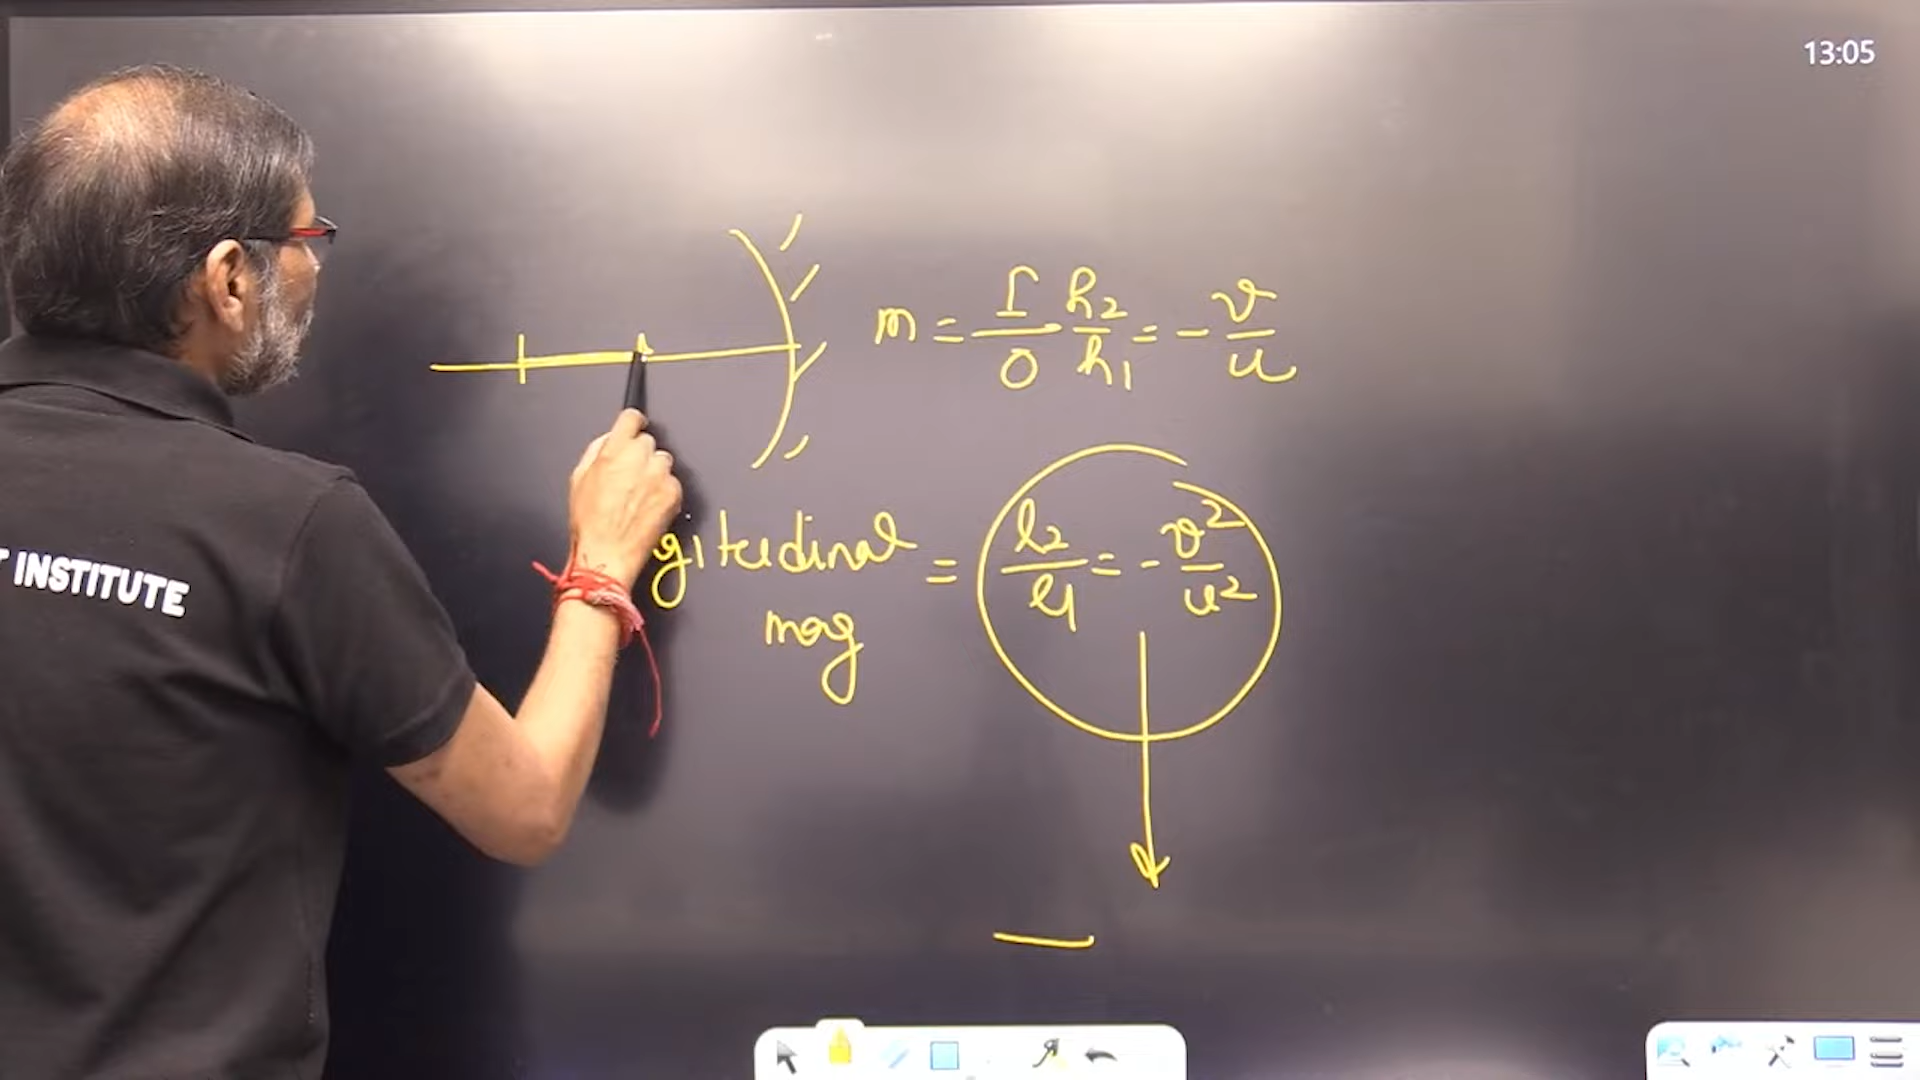 13:05
m = I/O h₂/h₁ = - v/u
gitudinal mag = l₂/l₁ = - v²/u²
T INSTITUTE